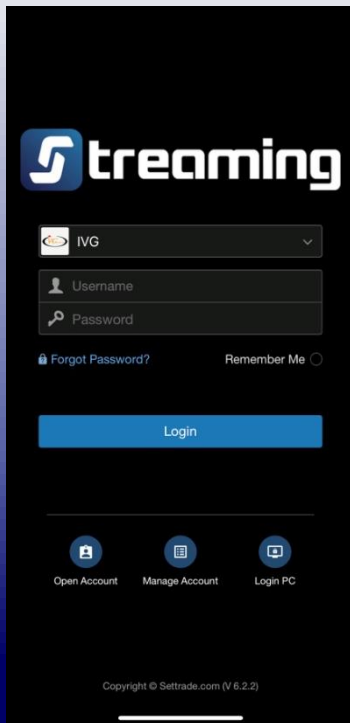 Streaming
IVG
Username
Password
Forgot Password?
Remember Me
Login
Open Account
Manage Account
Login PC
Copyright © Settrade.com (V 6.2.2)